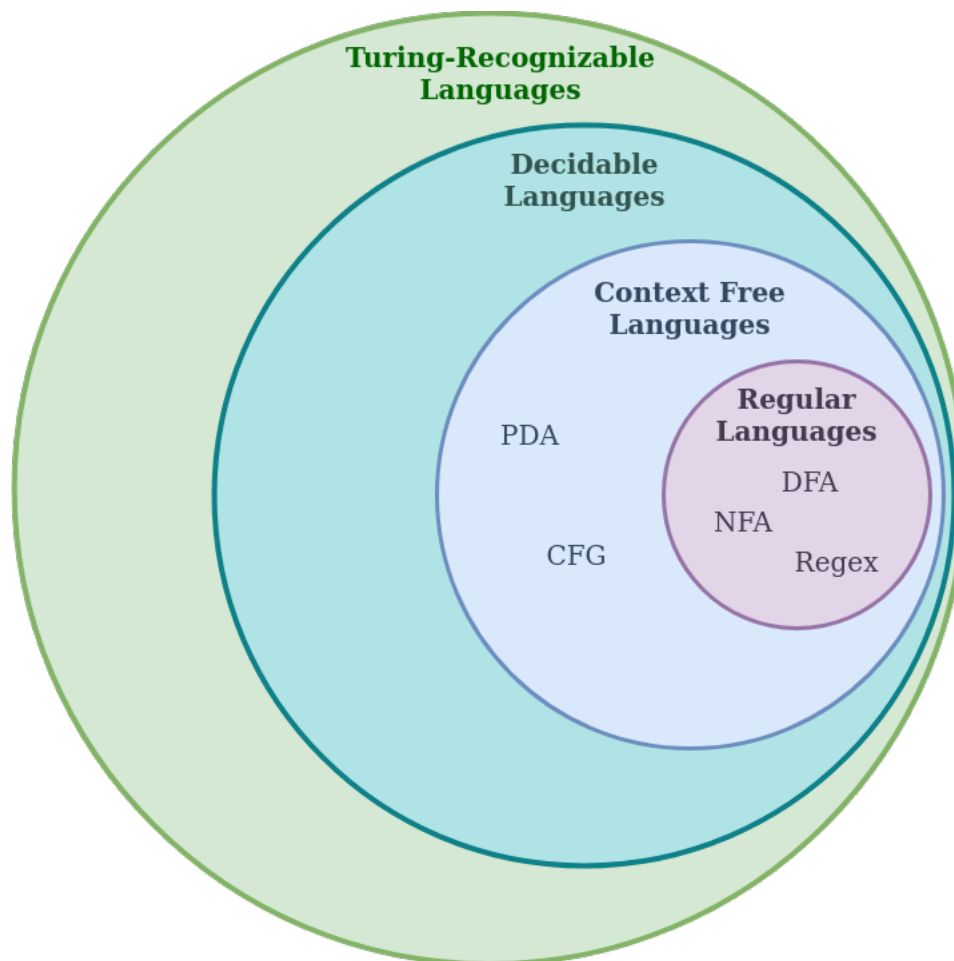 Turing-Recognizable
Languages
Decidable
Languages
Context Free
Languages
Regular
Languages
PDA
DFA
NFA
CFG
Regex